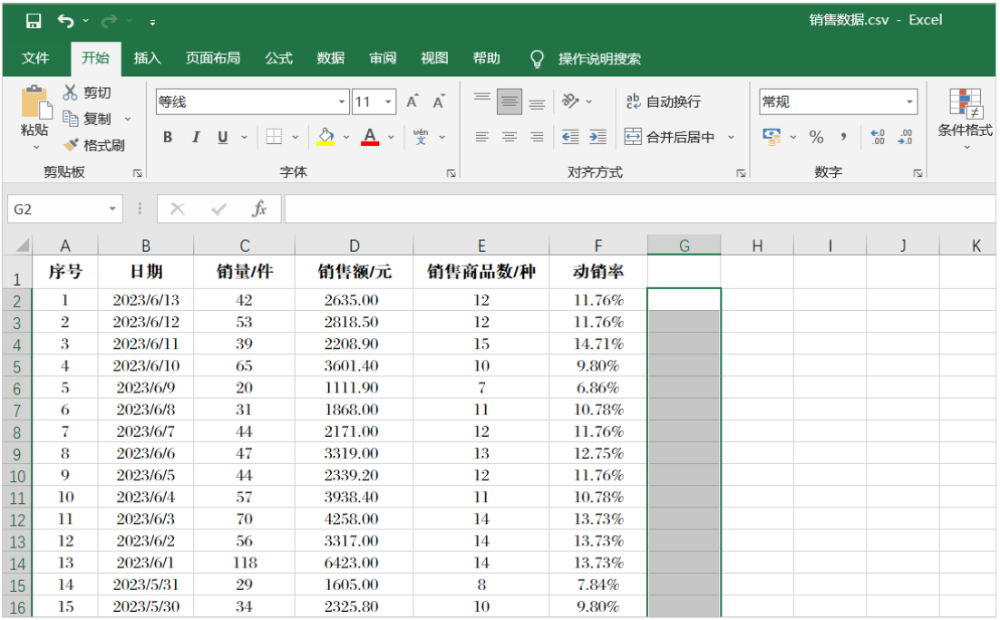 销售数据.csv - Excel
文件 开始 插入 页面布局 公式 数据 审阅 视图 帮助 操作说明搜索
粘贴 剪切 复制 格式刷 剪贴板
等线 11 A A
B I U A wén 文
字体
ab c 自动换行
合并后居中
对齐方式
常规
% , .0 .00 .00 .0
数字
条件格式
G2 fx
A B C D E F G H I J K
1 序号 日期 销量/件 销售额/元 销售商品数/种 动销率
2 1 2023/6/13 42 2635.00 12 11.76%
3 2 2023/6/12 53 2818.50 12 11.76%
4 3 2023/6/11 39 2208.90 15 14.71%
5 4 2023/6/10 65 3601.40 10 9.80%
6 5 2023/6/9 20 1111.90 7 6.86%
7 6 2023/6/8 31 1868.00 11 10.78%
8 7 2023/6/7 44 2171.00 12 11.76%
9 8 2023/6/6 47 3319.00 13 12.75%
10 9 2023/6/5 44 2339.20 12 11.76%
11 10 2023/6/4 57 3938.40 11 10.78%
12 11 2023/6/3 70 4258.00 14 13.73%
13 12 2023/6/2 56 3317.00 14 13.73%
14 13 2023/6/1 118 6423.00 14 13.73%
15 14 2023/5/31 29 1605.00 8 7.84%
16 15 2023/5/30 34 2325.80 10 9.80%